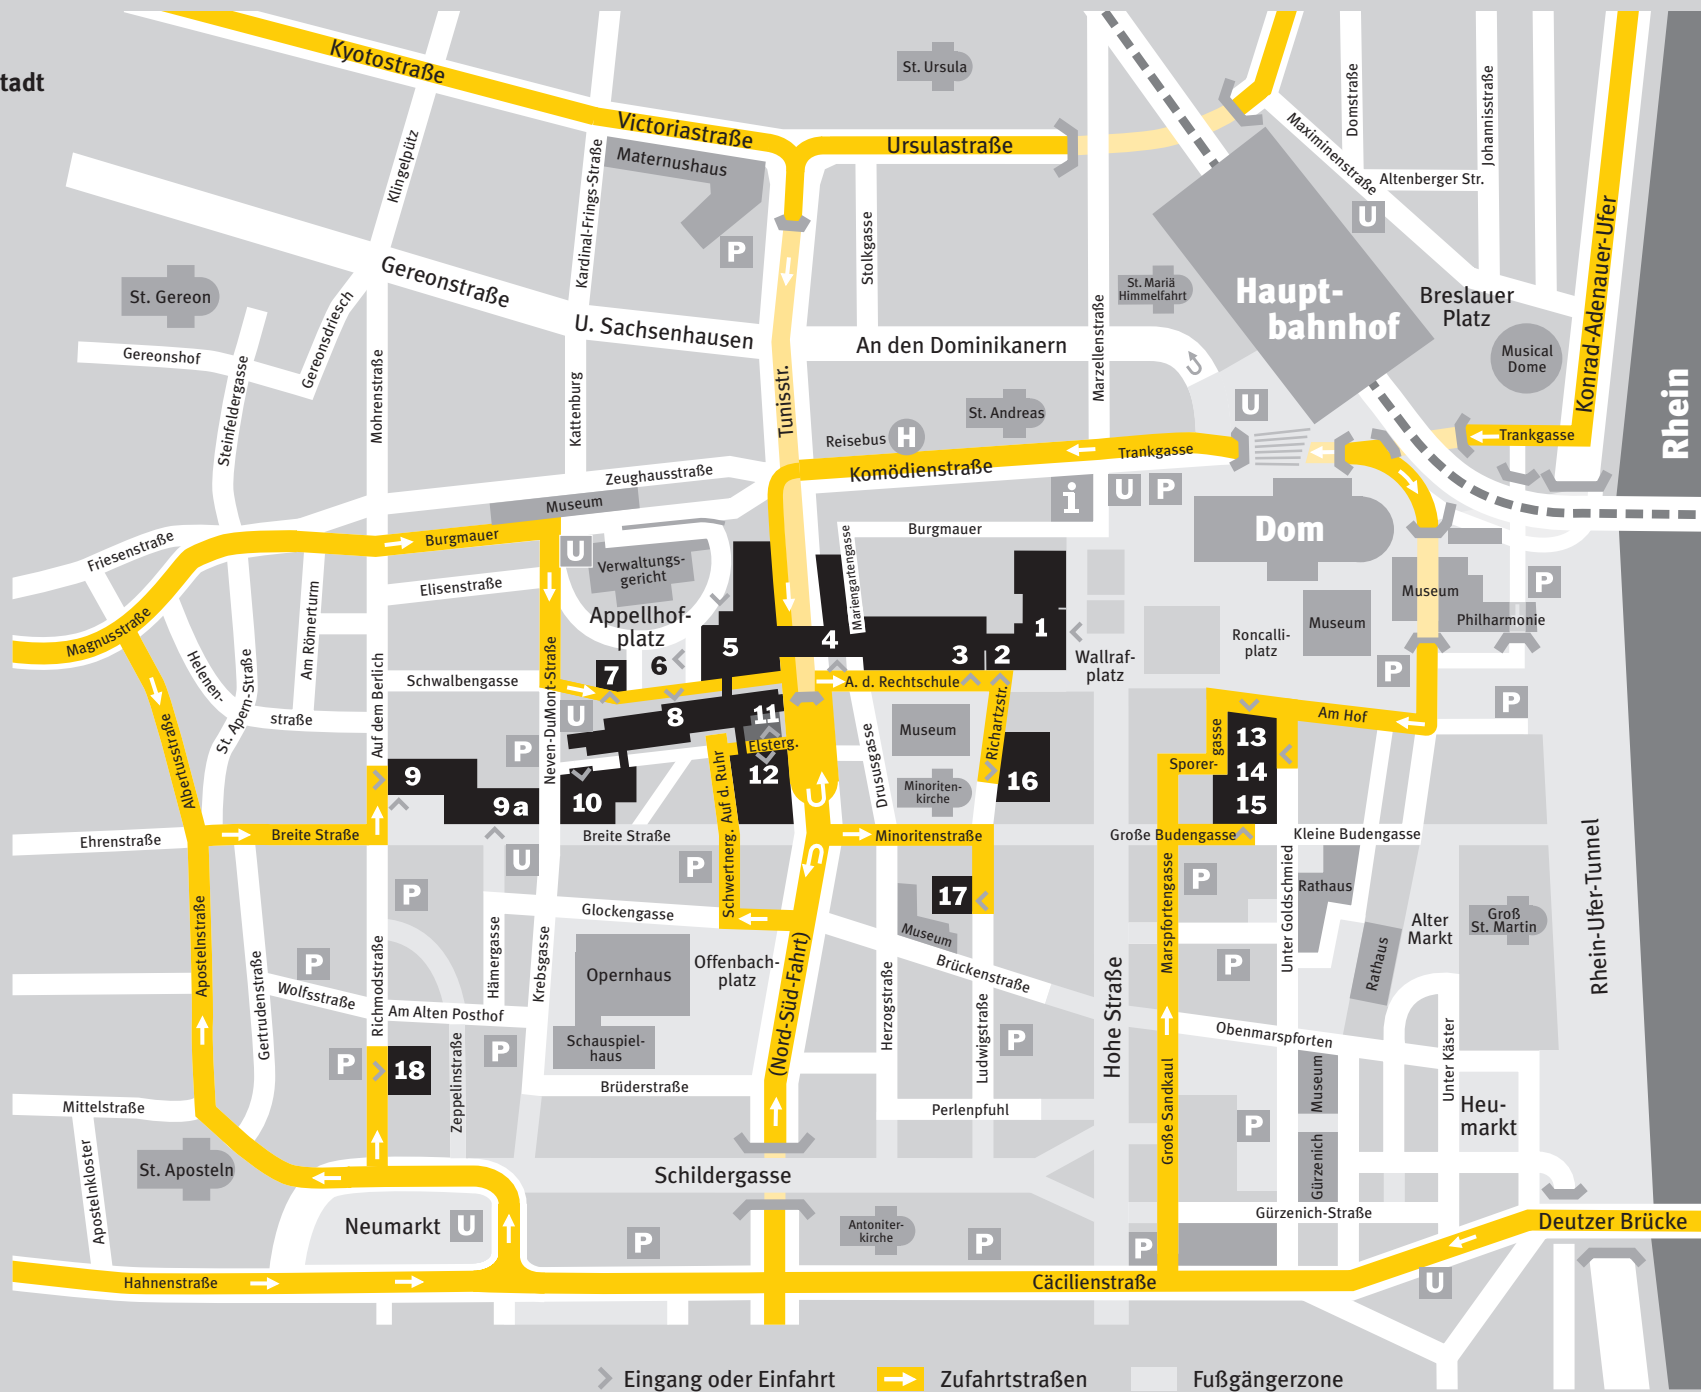 Kyotostraße
St. Ursula
tadt
Victoriastraße
Ursulastraße
Maternushaus
Klingelpütz
Kardinal-Frings-Straße
P
Stolkgasse
Maximinenstraße
Domstraße
Johannisstraße
Altenberger Str.
U
Konrad-Adenauer-Ufer
Gereonstraße
St. Gereon
St. Mariä
Himmelfahrt
Haupt-
bahnhof
Breslauer
Platz
U. Sachsenhausen
An den Dominikanern
Marzellenstraße
Musical
Dome
Gereonshof
Gereonsdriesch
Steinfeldergasse
Mohrenstraße
Kattenburg
Tunisstr.
St. Andreas
U
Rhein
Reisebus
H
Trankgasse
Trankgasse
Komödienstraße
Zeughausstraße
Museum
i
U
P
Dom
Burgmauer
Burgmauer
Friesenstraße
U
Verwaltungs-
gericht
Mariengartengasse
Elisenstraße
Appellhof-
platz
Museum
P
Museum
Philharmonie
Magnusstraße
Am Römerturm
Helenen-
straße
St. Apern-Straße
Auf dem Berlich
Neven-DuMont-Straße
5
4
3
2
1
Wallraf-
platz
Roncalli-
platz
P
7
6
Schwalbengasse
A. d. Rechtschule
U
8
11
Museum
Richartzstr.
Am Hof
P
Albertusstraße
P
Elsterg.
Drususgasse
Sporer-
gasse
13
9
12
Minoriten-
kirche
16
14
9a
10
15
Auf d. Ruhr
Schwertnerg.
Ehrenstraße
Breite Straße
Breite Straße
Minoritenstraße
Große Budengasse
Kleine Budengasse
U
P
P
17
P
Rathaus
Glockengasse
Museum
Alter
Markt
Groß
St. Martin
Rhein-Ufer-Tunnel
Apostelnstraße
Gertrudenstraße
Richmodstraße
Hämergasse
Krebsgasse
Opernhaus
Offenbach-
platz
(Nord-Süd-Fahrt)
Brückenstraße
Marspfortengasse
Unter Goldschmied
P
Rathaus
P
Wolfsstraße
Am Alten Posthof
Herzogstraße
Ludwigstraße
Hohe Straße
Obenmarspforten
P
18
Zeppelinstraße
P
Schauspiel-
haus
P
Brüderstraße
Museum
Unter Käster
Mittelstraße
Perlenpfuhl
Große Sandkaul
P
Heu-
markt
Apostelnkloster
St. Aposteln
Schildergasse
Gürzenich
Gürzenich-Straße
Neumarkt
U
P
Antoniter-
kirche
P
P
Deutzer Brücke
Hahnenstraße
Cäcilienstraße
U
Eingang oder Einfahrt
Zufahrtstraßen
Fußgängerzone